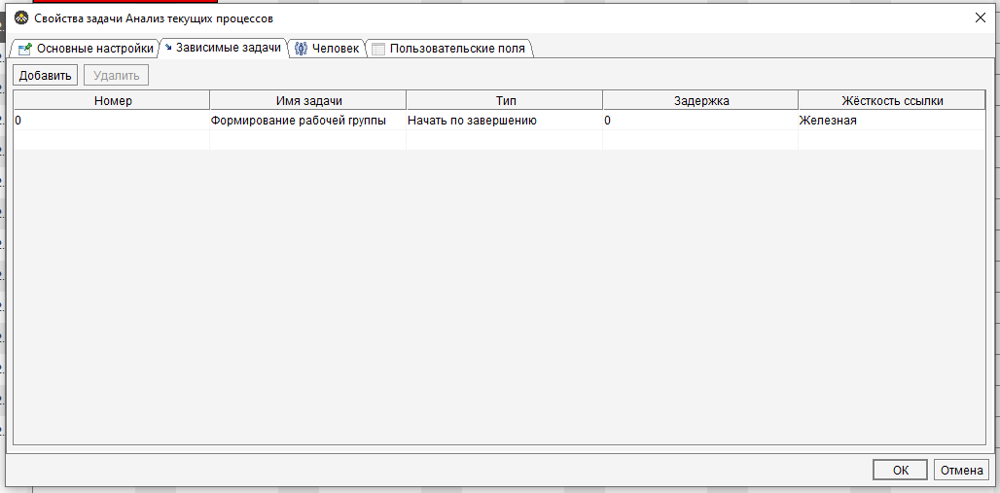 Свойства задачи Анализ текущих процессов
Основные настройки Зависимые задачи Человек Пользовательские поля
Добавить Удалить
Номер Имя задачи Тип Задержка Жёсткость ссылки
0 Формирование рабочей группы Начать по завершению 0 Железная
ОК Отмена